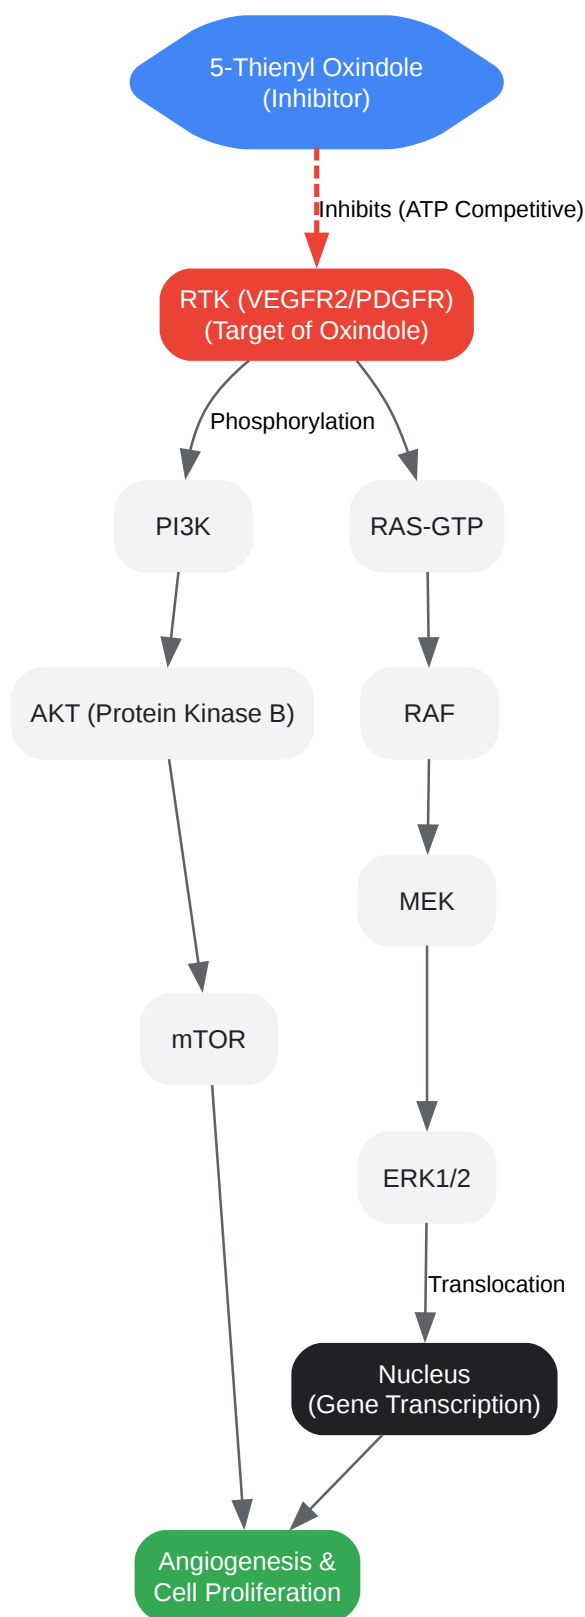 5-Thienyl Oxindole
(Inhibitor)
Inhibits (ATP Competitive)
RTK (VEGFR2/PDGFR)
(Target of Oxindole)
Phosphorylation
PI3K
RAS-GTP
AKT (Protein Kinase B)
RAF
MEK
mTOR
ERK1/2
Translocation
Nucleus
(Gene Transcription)
Angiogenesis &
Cell Proliferation